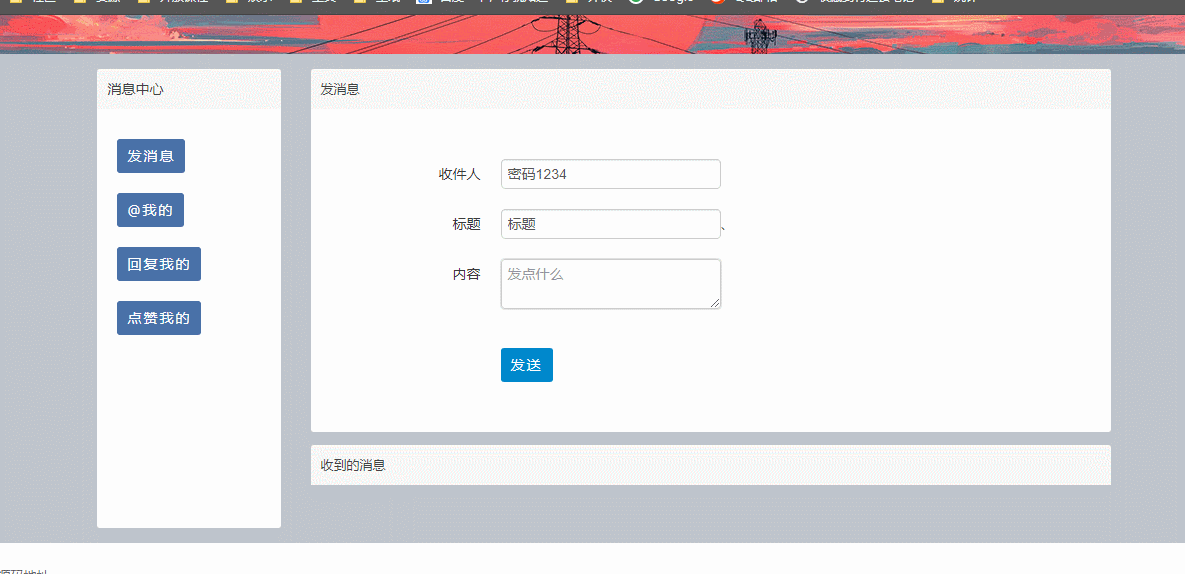 消息中心
发消息
@我的
回复我的
点赞我的
发消息
收件人 密码1234
标题 标题、
内容 发点什么
发送
收到的消息